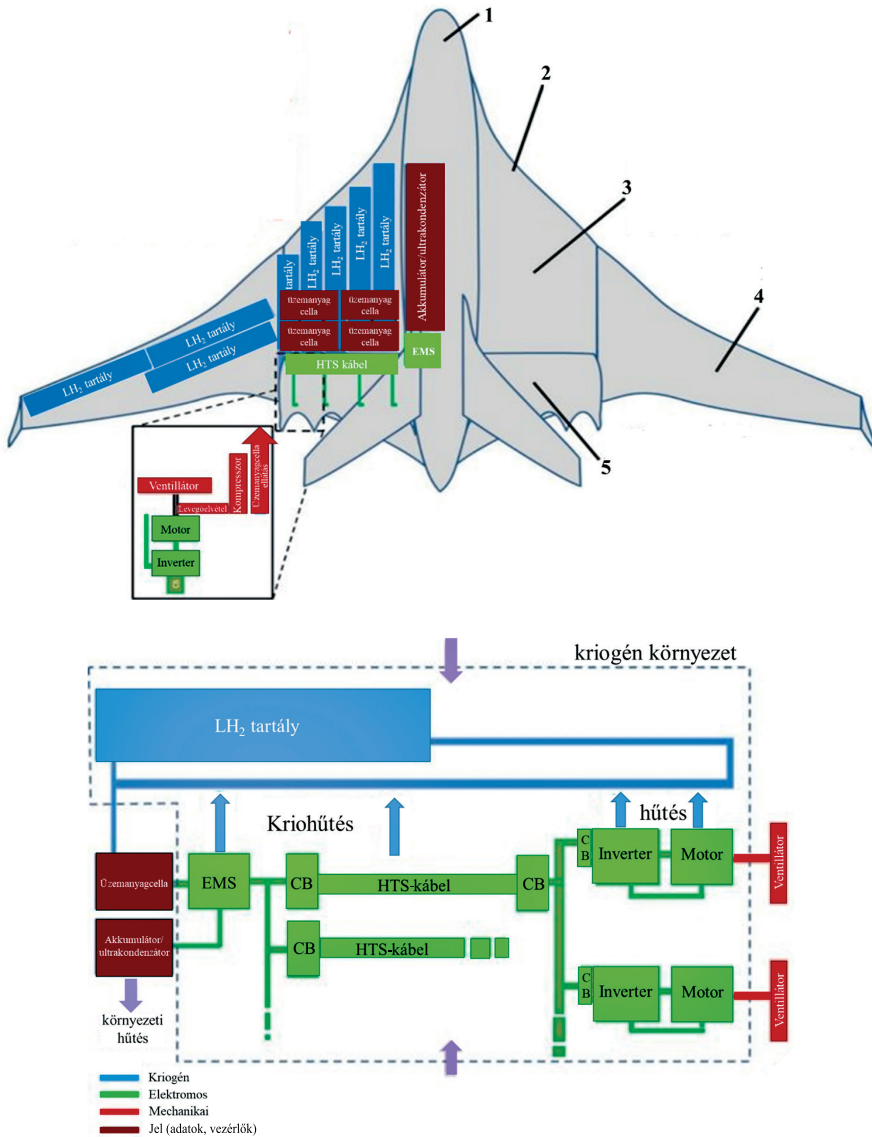 1
2
3
4
5
tartály
LH2 tartály
LH2 tartály
LH2 tartály
LH2 tartály
Akkumulátor/ultrakondenzátor
üzemanyag
cella
üzemanyag
cella
üzemanyag
cella
üzemanyag
cella
EMS
HTS kábel
LH2 tartály
LH2 tartály
LH2 tartály
Ventillátor
Levegőelvétel
Kompresszor
Üzemanyagcella
ellátás
Motor
Inverter
kriogén környezet
LH2 tartály
Kriohűtés
hűtés
Üzemanyagcella
EMS
CB
HTS-kábel
CB
C
B
Inverter
Motor
Ventillátor
Akkumulátor/
ultrakondenzátor
CB
HTS-kábel
C
B
Inverter
Motor
Ventillátor
környezeti
hűtés
Kriogén
Elektromos
Mechanikai
Jel (adatok, vezérlők)